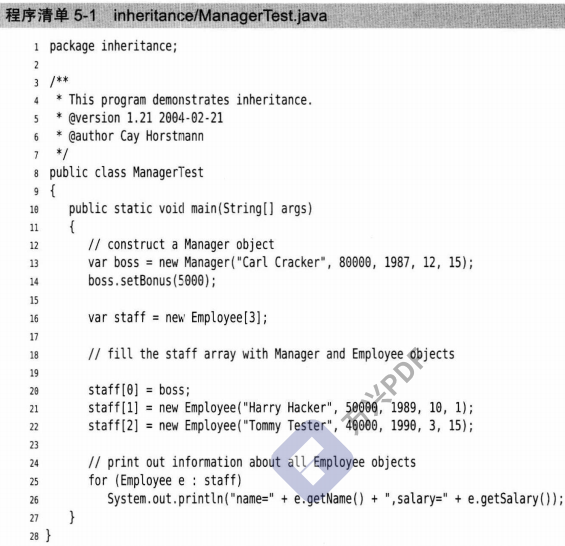 程序清单 5-1 inheritance/ManagerTest.java
1 package inheritance;
2
3 /**
4  * This program demonstrates inheritance.
5  * @version 1.21 2004-02-21
6  * @author Cay Horstmann
7  */
8 public class ManagerTest
9 {
10    public static void main(String[] args)
11    {
12       // construct a Manager object
13       var boss = new Manager("Carl Cracker", 80000, 1987, 12, 15);
14       boss.setBonus(5000);
15
16       var staff = new Employee[3];
17
18       // fill the staff array with Manager and Employee objects
19
20       staff[0] = boss;
21       staff[1] = new Employee("Harry Hacker", 50000, 1989, 10, 1);
22       staff[2] = new Employee("Tommy Tester", 40000, 1990, 3, 15);
23
24       // print out information about all Employee objects
25       for (Employee e : staff)
26          System.out.println("name=" + e.getName() + ",salary=" + e.getSalary());
27    }
28 }
万兴PDF